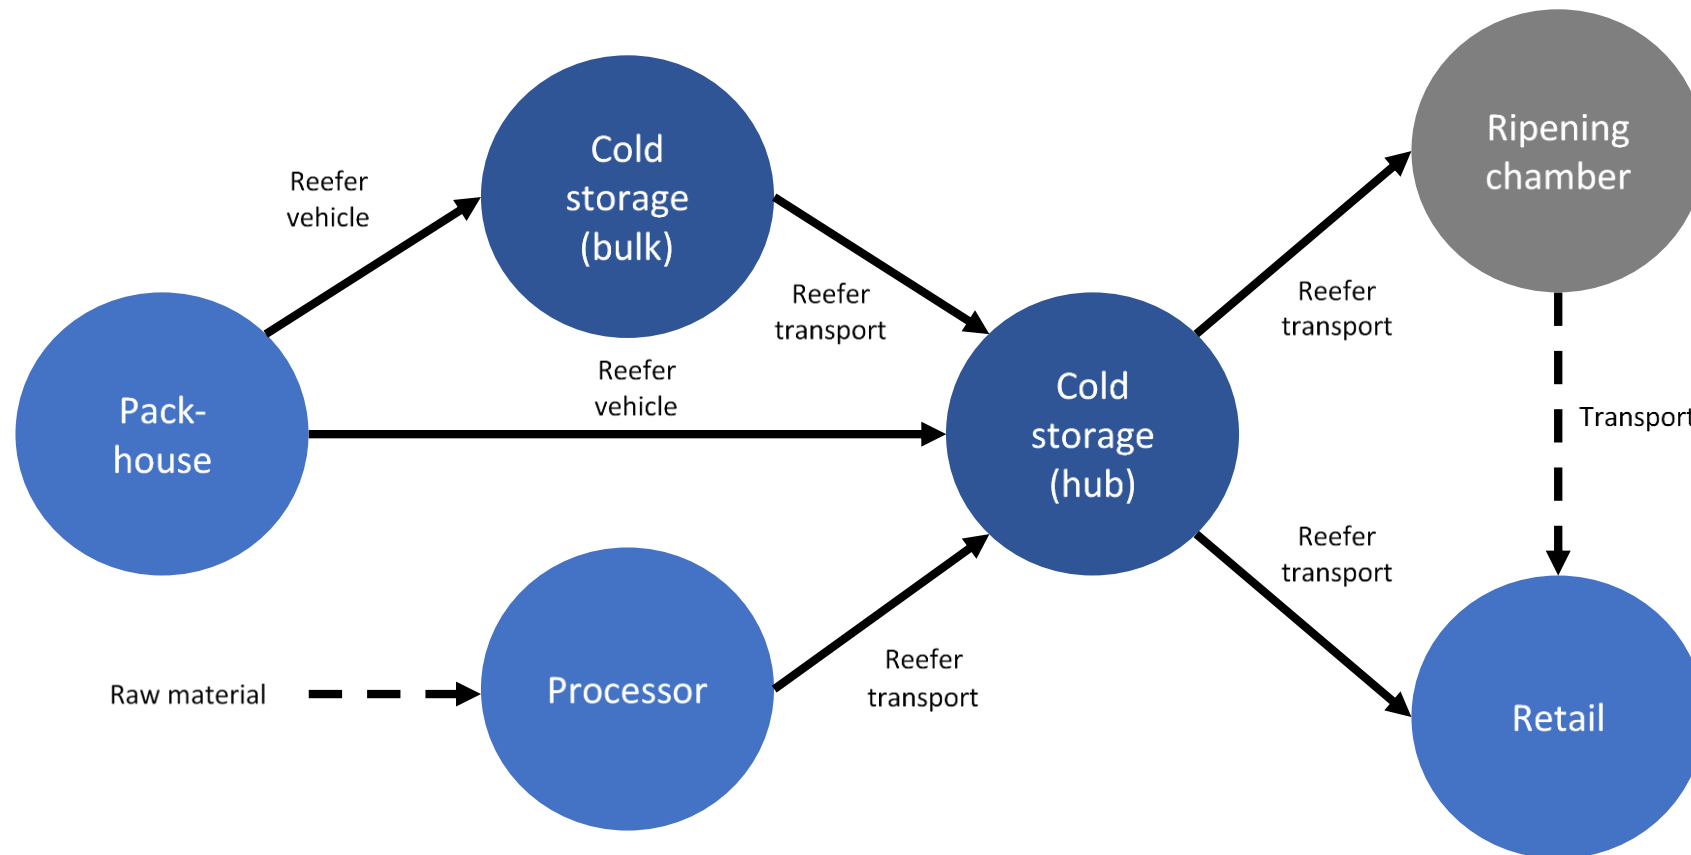 Ripening
chamber
Cold
storage
(bulk)
Reefer
vehicle
Reefer
transport
Reefer
transport
Reefer
vehicle
Cold
storage
(hub)
Pack-
house
Transport
Reefer
transport
Processor
Reefer
transport
Raw material
Retail